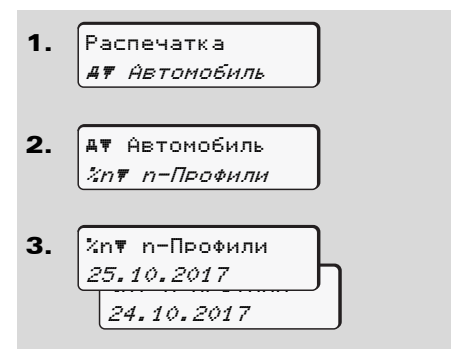 1.
Распечатка
A▼ Автомобиль
2.
A▼ Автомобиль
%n▼ n-Профили
3.
%n▼ n-Профили
25.10.2017
24.10.2017